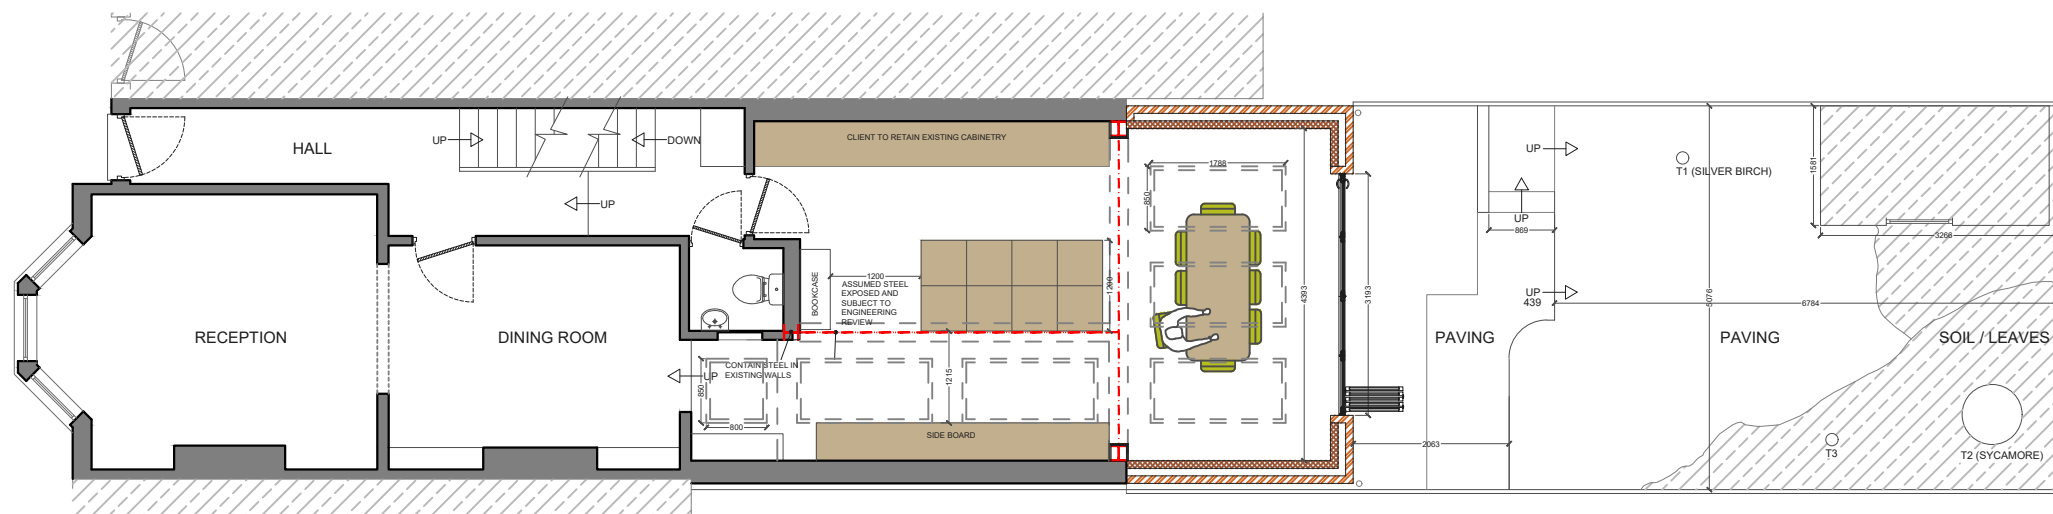 HALL
UP
DOWN
UP
CLIENT TO RETAIN EXISTING CABINETRY
1788
850
UP
T1 (SILVER BIRCH)
1581
UP
869
3266
BOOKCASE
1200
ASSUMED STEEL
EXPOSED AND
SUBJECT TO
ENGINEERING
REVIEW
1200
4393
3193
UP
439
5076
6784
RECEPTION
DINING ROOM
PAVING
PAVING
SOIL / LEAVES
CONTAIN STEEL IN
EXISTING WALLS
UP
850
1215
800
SIDE BOARD
2063
T3
T2 (SYCAMORE)